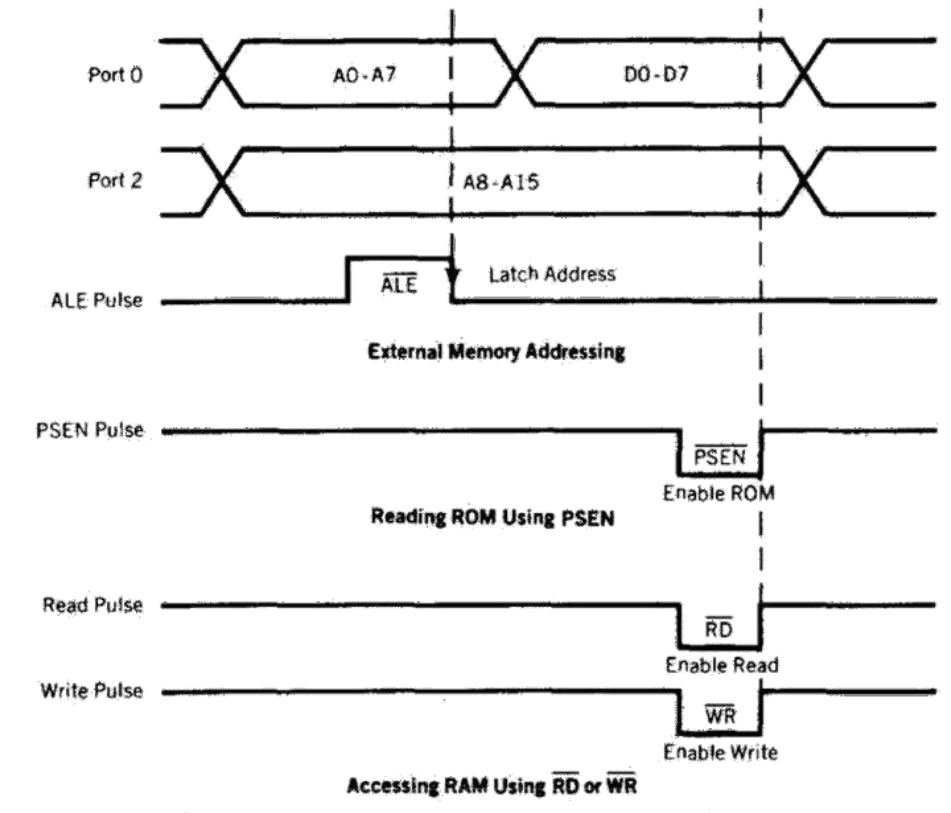 Port 0 A0-A7 D0-D7
Port 2 A8-A15
ALE Pulse ALE Latch Address
External Memory Addressing
PSEN Pulse PSEN
Enable ROM
Reading ROM Using PSEN
Read Pulse RD
Enable Read
Write Pulse WR
Enable Write
Accessing RAM Using RD or WR